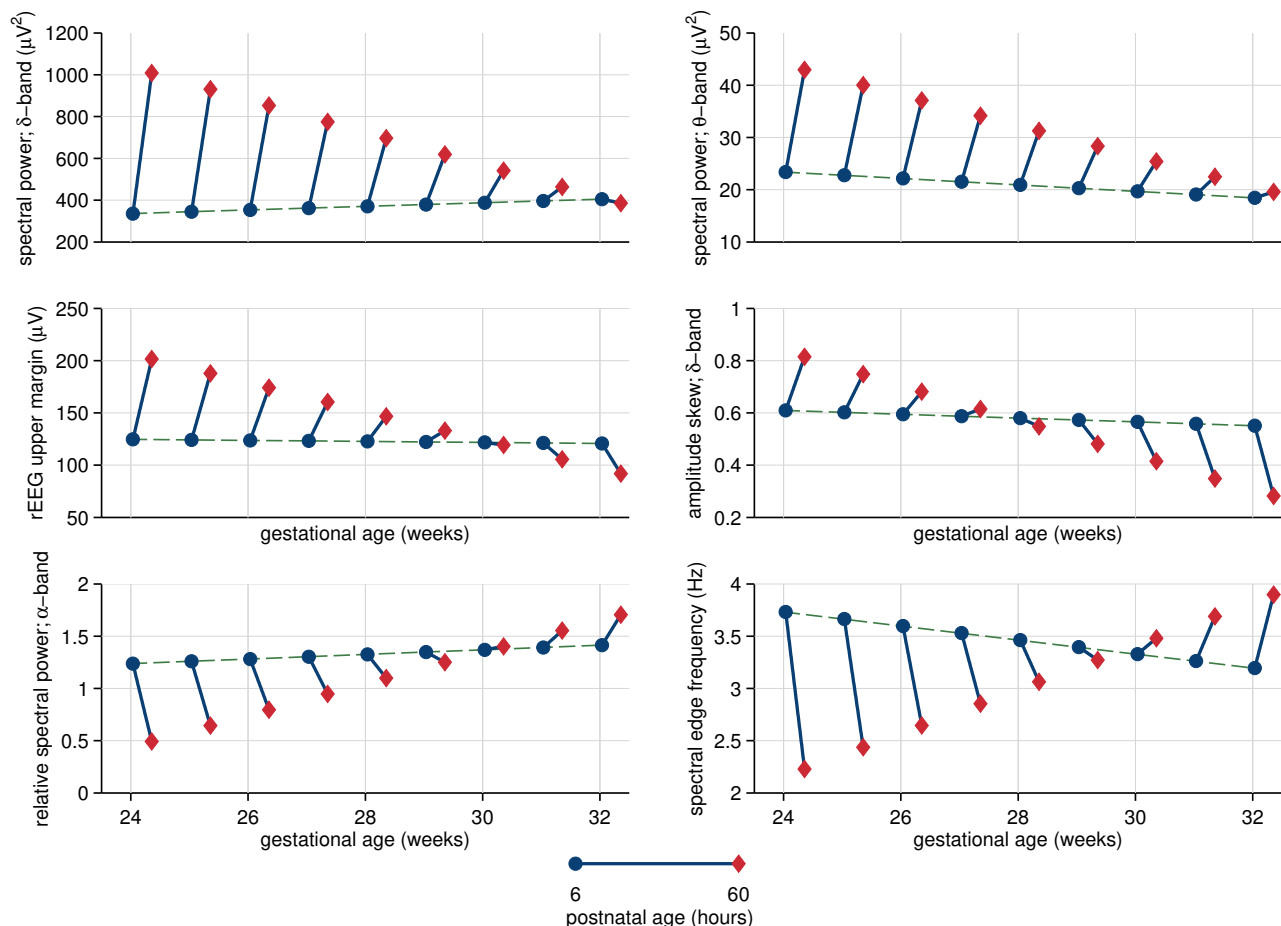 spectral power; δ−band (μV²)
1200
1000
800
600
400
200
spectral power; θ−band (μV²)
50
40
30
20
10
rEEG upper margin (μV)
250
200
150
100
50
gestational age (weeks)
amplitude skew; δ−band
1
0.8
0.6
0.4
0.2
gestational age (weeks)
relative spectral power; α−band
2
1.5
1
0.5
0
24 26 28 30 32
gestational age (weeks)
spectral edge frequency (Hz)
4
3.5
3
2.5
2
24 26 28 30 32
gestational age (weeks)
6 60
postnatal age (hours)